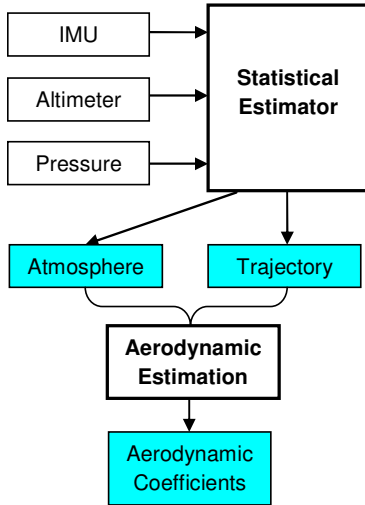 IMU
Statistical
Estimator
Altimeter
Pressure
Atmosphere
Trajectory
Aerodynamic
Estimation
Aerodynamic
Coefficients